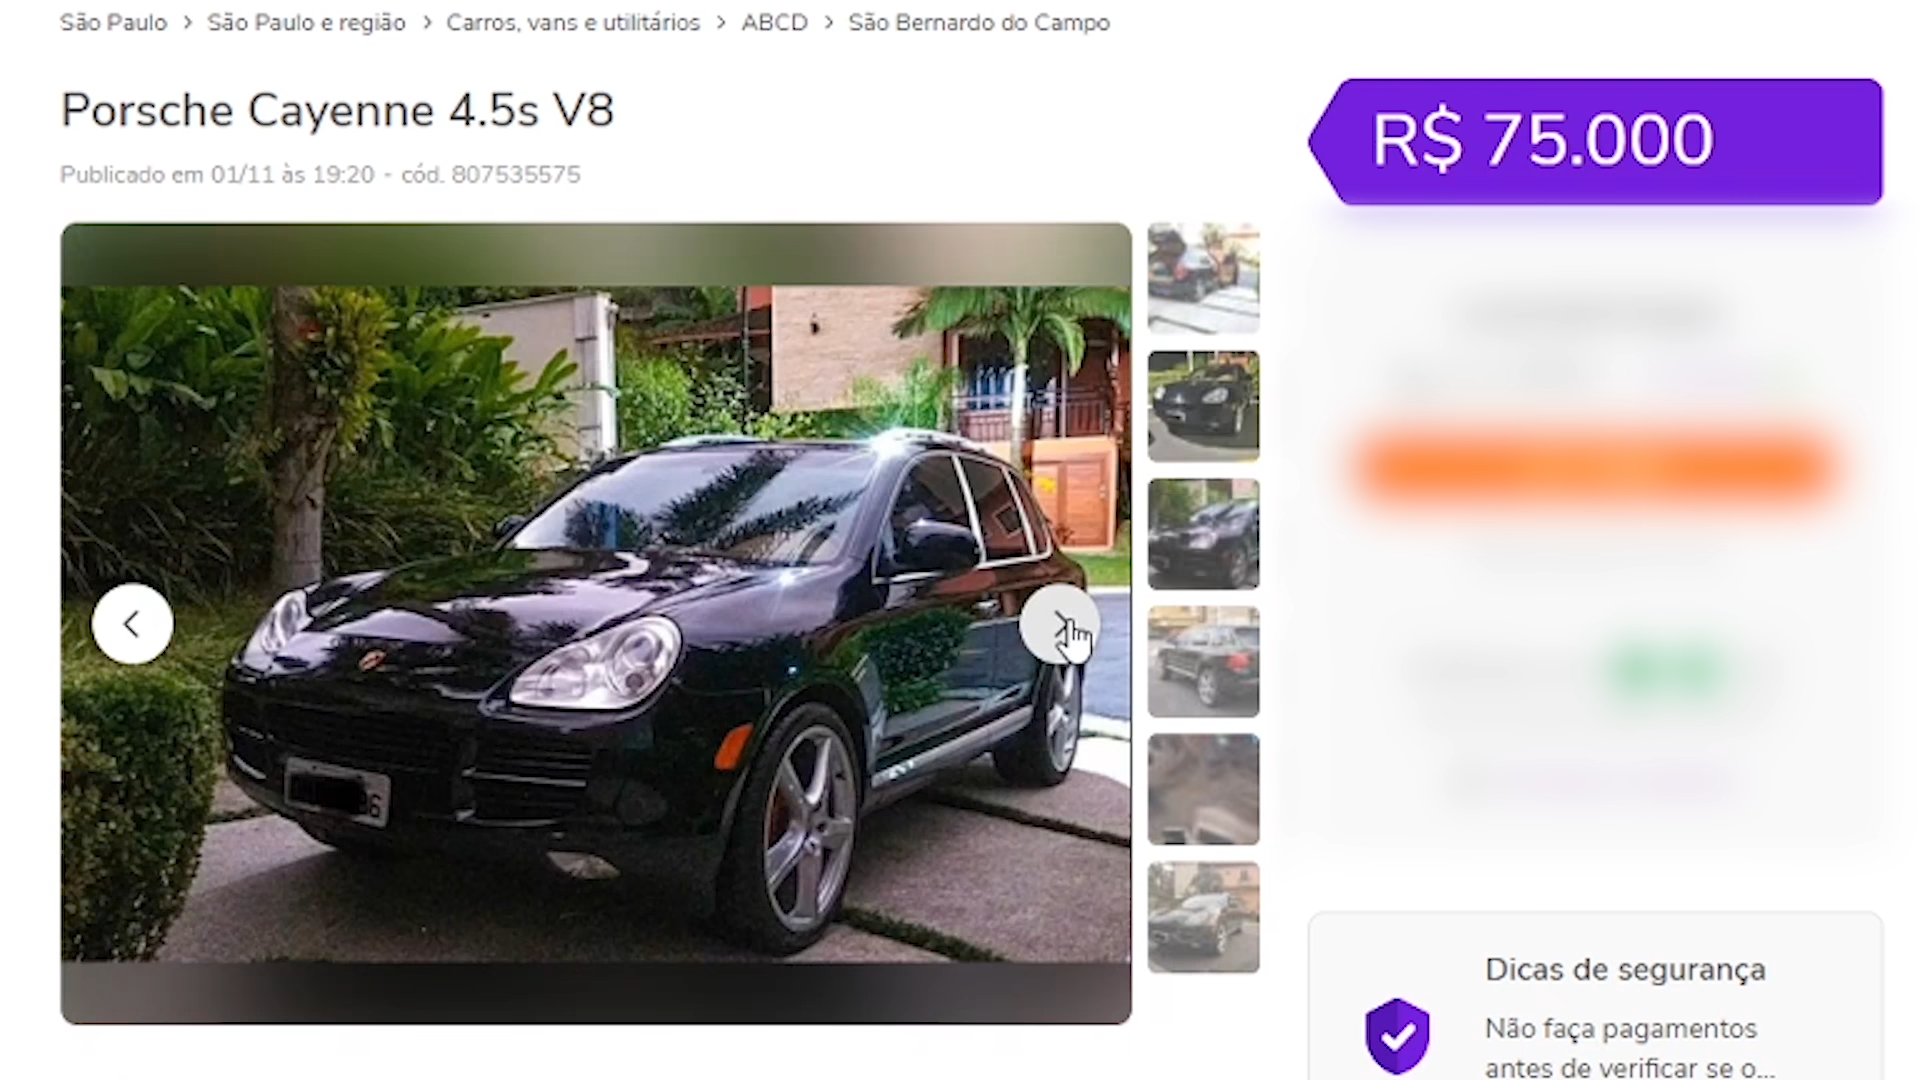 São Paulo > São Paulo e região > Carros, vans e utilitários > ABCD > São Bernardo do Campo
Porsche Cayenne 4.5s V8
Publicado em 01/11 às 19:20 - cód. 807535575
R$ 75.000
Dicas de segurança
Não faça pagamentos
antes de verificar se o...